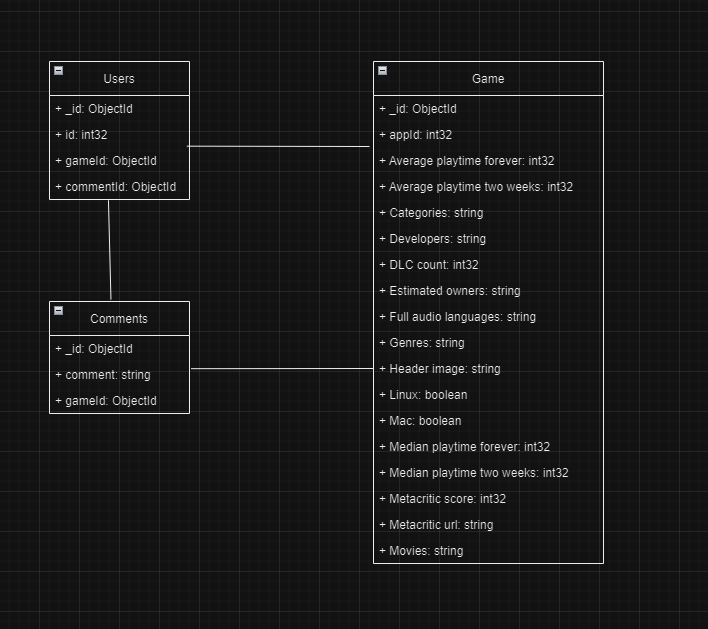 Users
+ _id: ObjectId
+ id: int32
+ gameId: ObjectId
+ commentId: ObjectId
Comments
+ _id: ObjectId
+ comment: string
+ gameId: ObjectId
Game
+ _id: ObjectId
+ appId: int32
+ Average playtime forever: int32
+ Average playtime two weeks: int32
+ Categories: string
+ Developers: string
+ DLC count: int32
+ Estimated owners: string
+ Full audio languages: string
+ Genres: string
+ Header image: string
+ Linux: boolean
+ Mac: boolean
+ Median playtime forever: int32
+ Median playtime two weeks: int32
+ Metacritic score: int32
+ Metacritic url: string
+ Movies: string